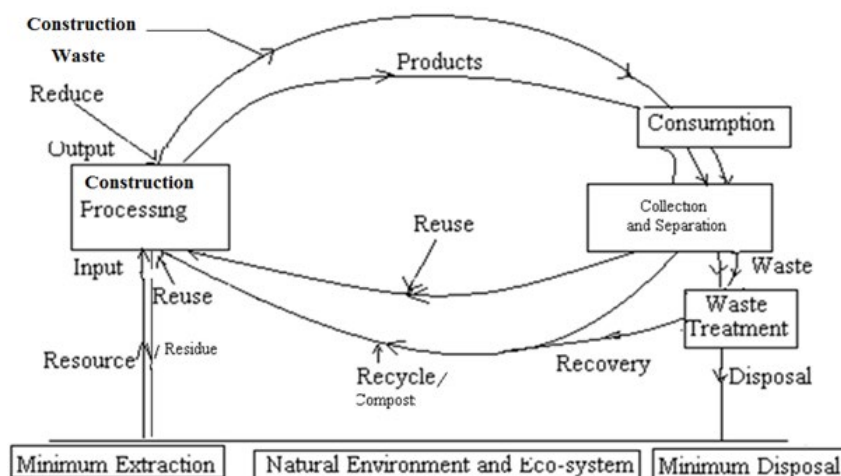 Construction
Waste
Products
Reduce
Consumption
Output
Construction
Processing
Collection
and Separation
Reuse
Input
Waste
Reuse
Waste
Treatment
Resource
Residue
Recovery
Recycle/
Compost
Disposal
Minimum Extraction
Natural Environment and Eco-system
Minimum Disposal